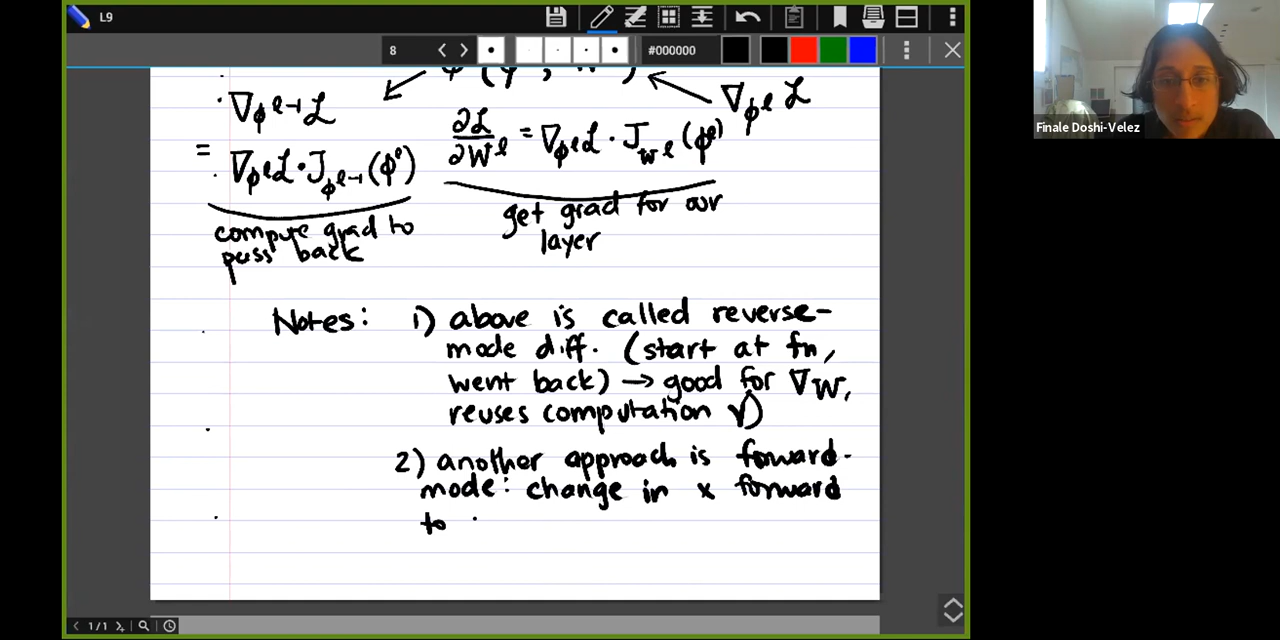 L9
8
#000000
Finale Doshi-Velez
∇ϕℓ-1 ℒ
= ∇ϕℓ ℒ · Jϕℓ-1 (ϕℓ)
compute grad to
pass back
∇ϕℓ ℒ
∂ℒ/∂Wℓ = ∇ϕℓ ℒ · JWℓ (ϕℓ)
get grad for our
layer
Notes: 1) above is called reverse-
mode diff. (start at fn,
went back) → good for ∇W,
reuses computation
2) another approach is forward-
mode: change in x forward
to
1/1